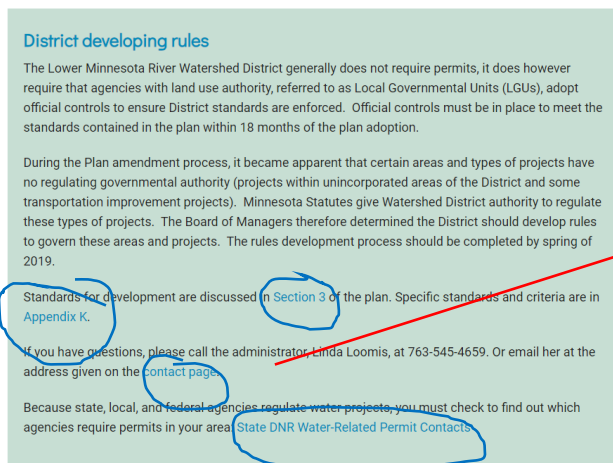 District developing rules
The Lower Minnesota River Watershed District generally does not require permits, it does however
require that agencies with land use authority, referred to as Local Governmental Units (LGUs), adopt
official controls to ensure District standards are enforced.  Official controls must be in place to meet the
standards contained in the plan within 18 months of the plan adoption.
During the Plan amendment process, it became apparent that certain areas and types of projects have
no regulating governmental authority (projects within unincorporated areas of the District and some
transportation improvement projects).  Minnesota Statutes give Watershed District authority to regulate
these types of projects.  The Board of Managers therefore determined the District should develop rules
to govern these areas and projects.  The rules development process should be completed by spring of
2019.
Standards for development are discussed in Section 3 of the plan. Specific standards and criteria are in
Appendix K.
If you have questions, please call the administrator, Linda Loomis, at 763-545-4659. Or email her at the
address given on the contact page.
Because state, local, and federal agencies regulate water projects, you must check to find out which
agencies require permits in your area: State DNR Water-Related Permit Contacts